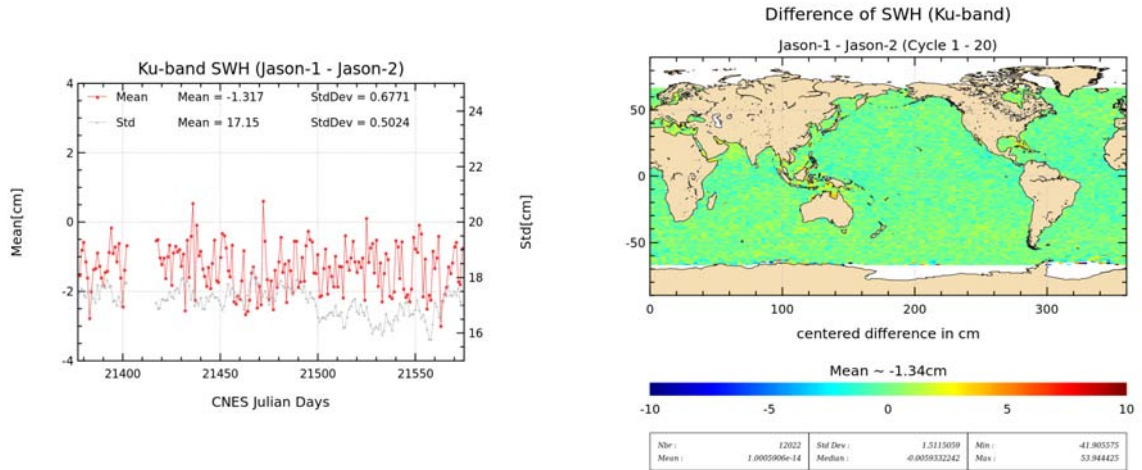 Ku-band SWH (Jason-1 - Jason-2)
Mean Mean = -1.317 StdDev = 0.6771
Std Mean = 17.15 StdDev = 0.5024
4
2
0
-2
-4
Mean[cm]
24
22
20
18
16
Std[cm]
21400 21450 21500 21550
CNES Julian Days
Difference of SWH (Ku-band)
Jason-1 - Jason-2 (Cycle 1 - 20)
50
0
-50
0 100 200 300
centered difference in cm
Mean ~ -1.34cm
-10 -5 0 5 10
Nbr : 12022 Std Dev : 1.5115059 Min : -41.905575
Mean : 1.0005906e-14 Median : -0.0059332242 Max : 53.944425